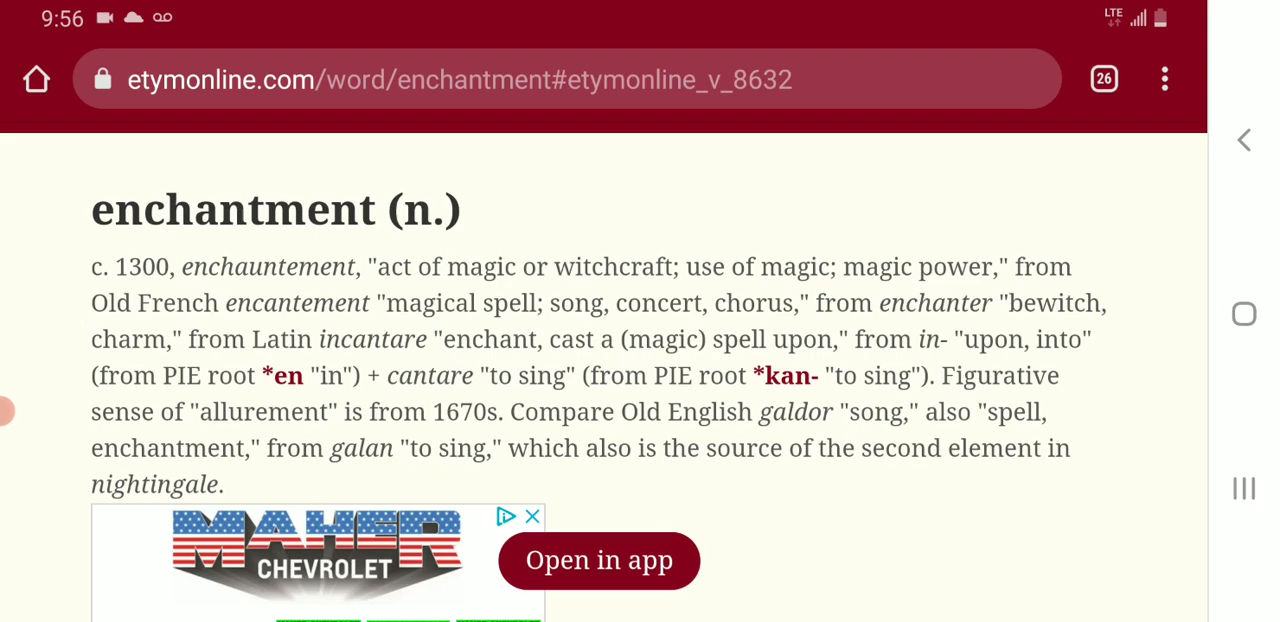 9:56
LTE
etymonline.com/word/enchantment#etymonline_v_8632
26
enchantment (n.)
c. 1300, enchauntement, "act of magic or witchcraft; use of magic; magic power," from
Old French encantement "magical spell; song, concert, chorus," from enchanter "bewitch,
charm," from Latin incantare "enchant, cast a (magic) spell upon," from in- "upon, into"
(from PIE root *en "in") + cantare "to sing" (from PIE root *kan- "to sing"). Figurative
sense of "allurement" is from 1670s. Compare Old English galdor "song," also "spell,
enchantment," from galan "to sing," which also is the source of the second element in
nightingale.
MAHER
CHEVROLET
Open in app